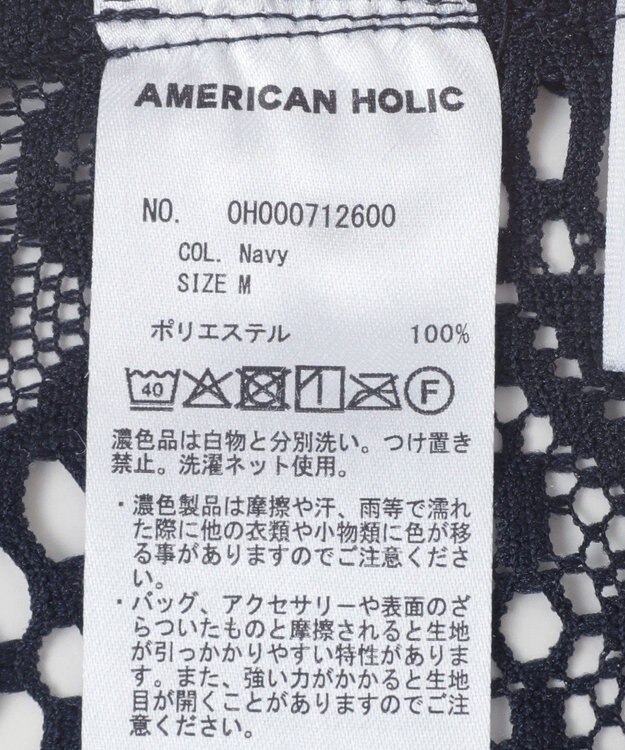 AMERICAN HOLIC
NO. OH000712600
COL. Navy
SIZE M
ポリエステル 100%
40 F
濃色品は白物と分別洗い。つけ置き
禁止。洗濯ネット使用。
・濃色製品は摩擦や汗、雨等で濡れ
た際に他の衣類や小物類に色が移
る事がありますのでご注意くださ
い。
・バッグ、アクセサリーや表面のざ
らついたものと摩擦されると生地
が引っかかりやすい特性がありま
す。また、強い力がかかると生地
目が開くことがありますのでご注
意ください。